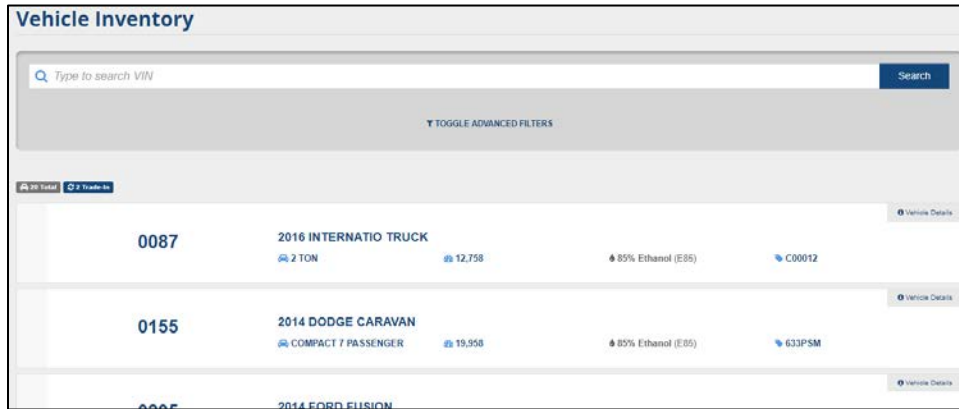 Vehicle Inventory
Type to search VIN
Search
TOGGLE ADVANCED FILTERS
20 Total 2 Trade-In
Vehicle Details
0087 2016 INTERNATIO TRUCK
2 TON 12,758 85% Ethanol (E85) C00012
Vehicle Details
0155 2014 DODGE CARAVAN
COMPACT 7 PASSENGER 19,958 85% Ethanol (E85) 633PSM
Vehicle Details
2014 FORD FUSION